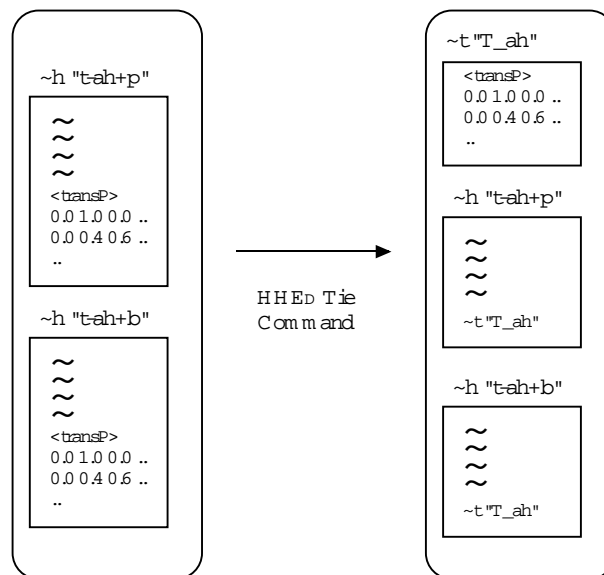 ~h "t-ah+p"
~
~
~
~
<transP>
0.0 1.0 0.0 ..
0.0 0.4 0.6 ..
..
~h "t-ah+b"
~
~
~
~
<transP>
0.0 1.0 0.0 ..
0.0 0.4 0.6 ..
..
HHED Tie
Command
~t "T_ah"
<transP>
0.0 1.0 0.0 ..
0.0 0.4 0.6 ..
..
~h "t-ah+p"
~
~
~
~
~t "T_ah"
~h "t-ah+b"
~
~
~
~
~t "T_ah"